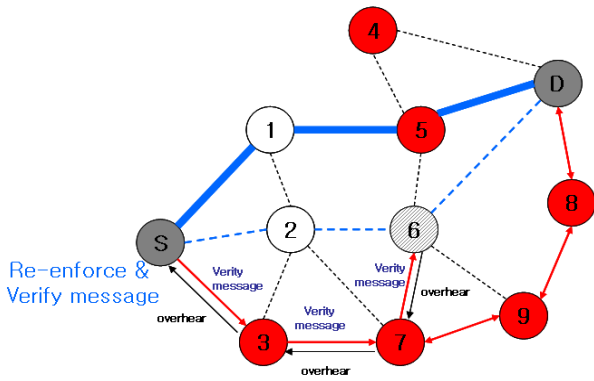 4
D
1
5
8
2
6
S
Re-enforce &
Verify message
Verity
message
Verity
message
Verity
message
overhear
overhear
9
3
7
overhear